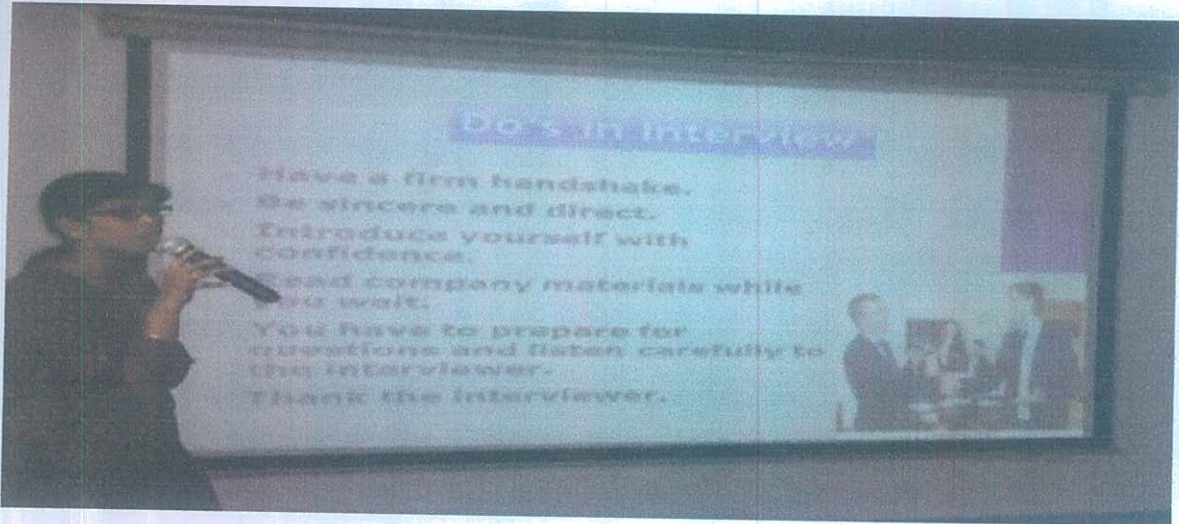 Do's in Interview
Have a firm handshake.
Be sincere and direct.
Introduce yourself with
confidence.
Read company materials while
you wait.
You have to prepare for
questions and listen carefully to
the interviewer.
Thank the interviewer.